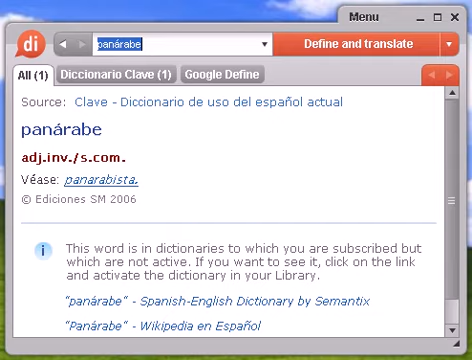 Menu
di
panárabe
Define and translate
All (1)
Diccionario Clave (1)
Google Define
Source: Clave - Diccionario de uso del español actual
panárabe
adj.inv./s.com.
Véase: panarabista.
© Ediciones SM 2006
i
This word is in dictionaries to which you are subscribed but
which are not active. If you want to see it, click on the link
and activate the dictionary in your Library.
"panárabe" - Spanish-English Dictionary by Semantix
"Panárabe" - Wikipedia en Español